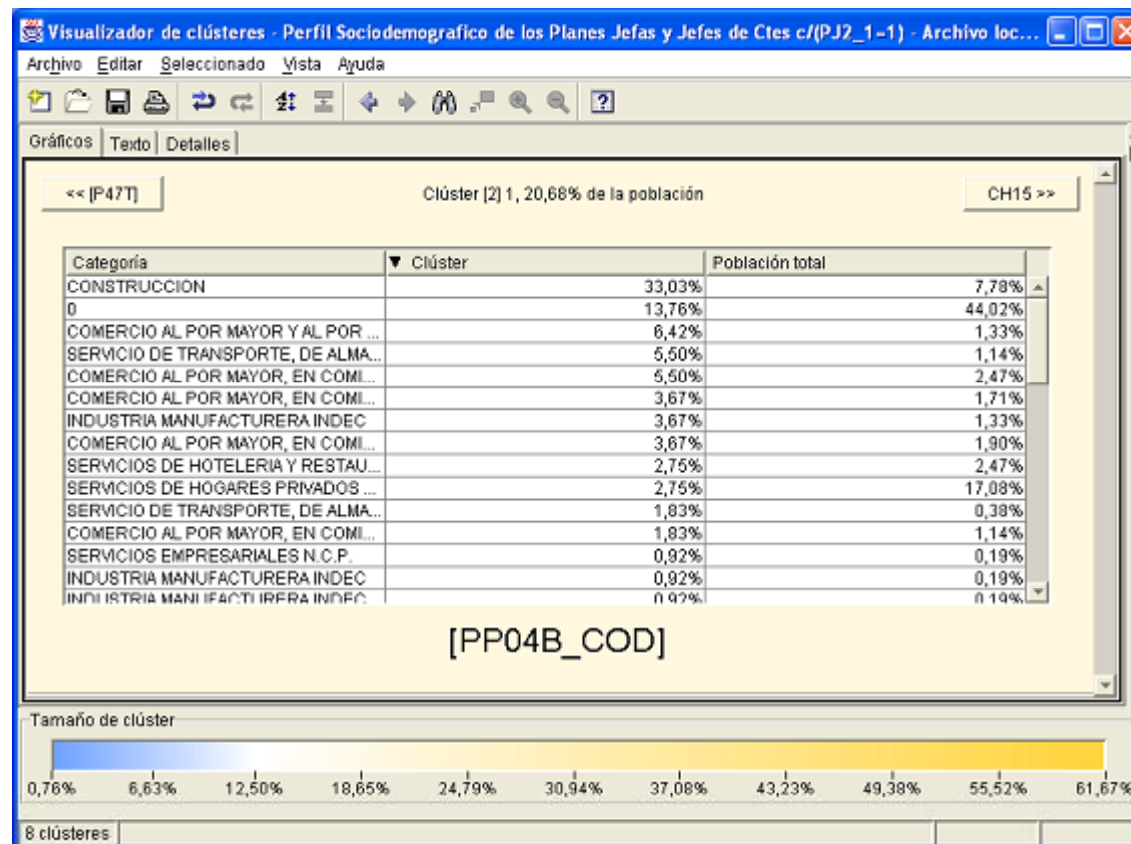 Visualizador de clústeres - Perfil Sociodemografico de los Planes Jefas y Jefes de Ctes c/(PJ2_1=1) - Archivo loc...
Archivo Editar Seleccionado Vista Ayuda
Gráficos Texto Detalles
<< [P47T] Clúster [2] 1, 20,68% de la población CH15 >>
Categoría ▼ Clúster Población total
CONSTRUCCION 33,03% 7,78%
0 13,76% 44,02%
COMERCIO AL POR MAYOR Y AL POR ... 6,42% 1,33%
SERVICIO DE TRANSPORTE, DE ALMA... 5,50% 1,14%
COMERCIO AL POR MAYOR, EN COMI... 5,50% 2,47%
COMERCIO AL POR MAYOR, EN COMI... 3,67% 1,71%
INDUSTRIA MANUFACTURERA INDEC 3,67% 1,33%
COMERCIO AL POR MAYOR, EN COMI... 3,67% 1,90%
SERVICIOS DE HOTELERIA Y RESTAU... 2,75% 2,47%
SERVICIOS DE HOGARES PRIVADOS ... 2,75% 17,08%
SERVICIO DE TRANSPORTE, DE ALMA... 1,83% 0,38%
COMERCIO AL POR MAYOR, EN COMI... 1,83% 1,14%
SERVICIOS EMPRESARIALES N.C.P. 0,92% 0,19%
INDUSTRIA MANUFACTURERA INDEC 0,92% 0,19%
INDUSTRIA MANUFACTURERA INDEC 0,92% 0,19%
[PP04B_COD]
Tamaño de clúster
0,76% 6,63% 12,50% 18,65% 24,79% 30,94% 37,08% 43,23% 49,38% 55,52% 61,67%
8 clústeres